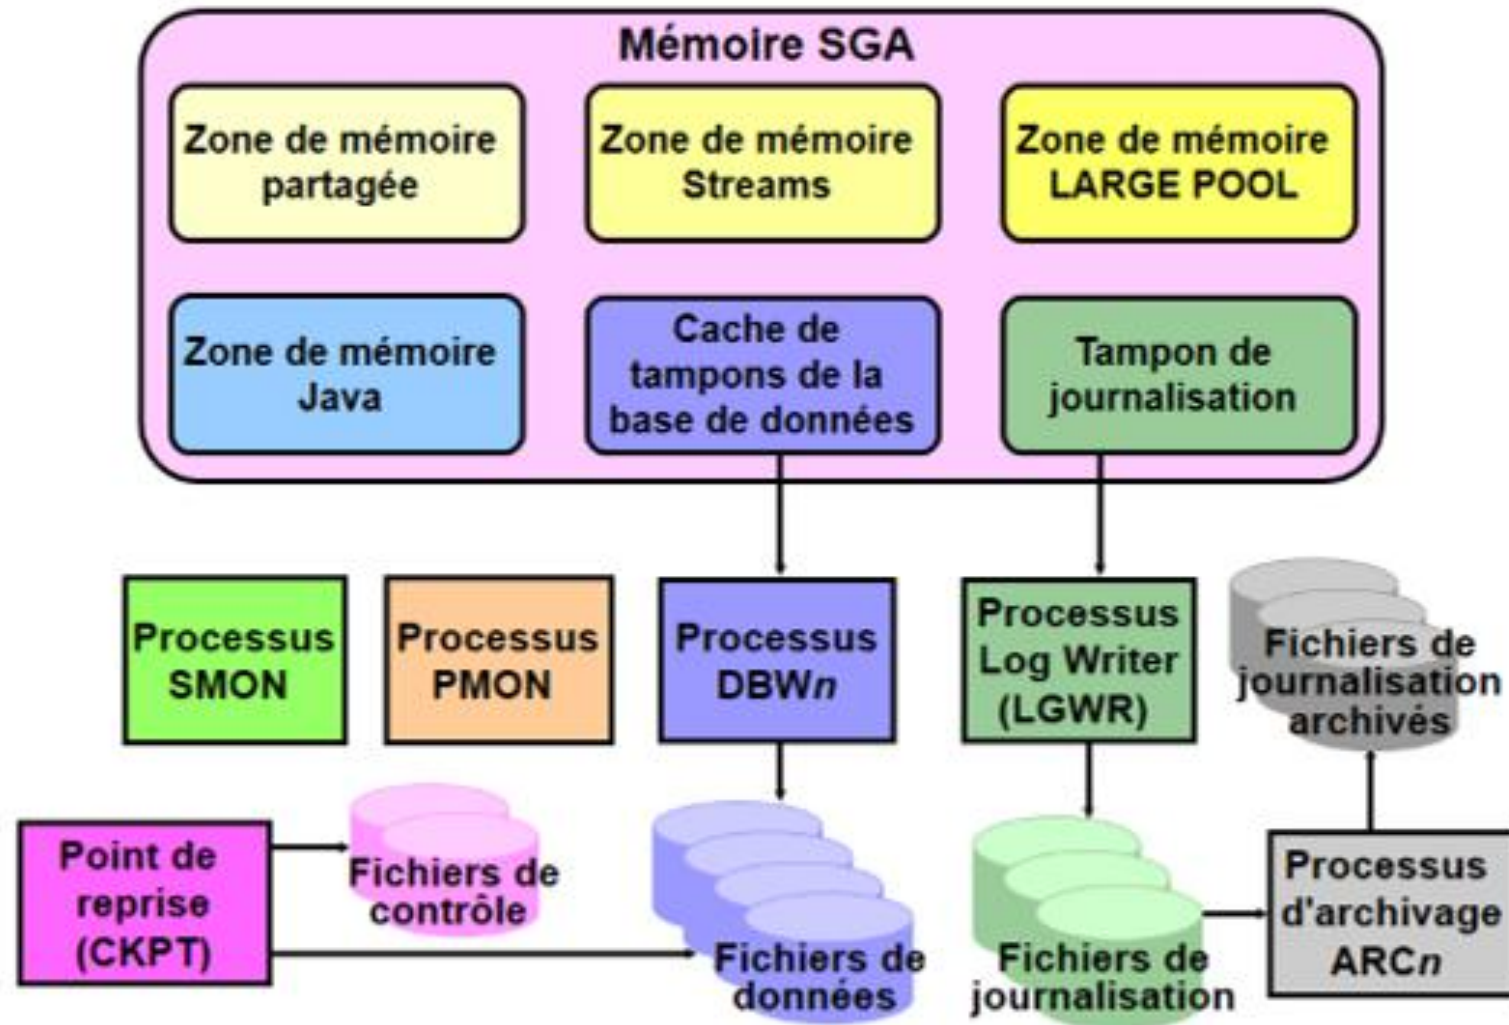 Mémoire SGA
Zone de mémoire
partagée
Zone de mémoire
Streams
Zone de mémoire
LARGE POOL
Zone de mémoire
Java
Cache de
tampons de la
base de données
Tampon de
journalisation
Processus
SMON
Processus
PMON
Processus
DBWn
Processus
Log Writer
(LGWR)
Fichiers de
journalisation
archivés
Point de
reprise
(CKPT)
Fichiers de
contrôle
Fichiers de
données
Fichiers de
journalisation
Processus
d'archivage
ARCn